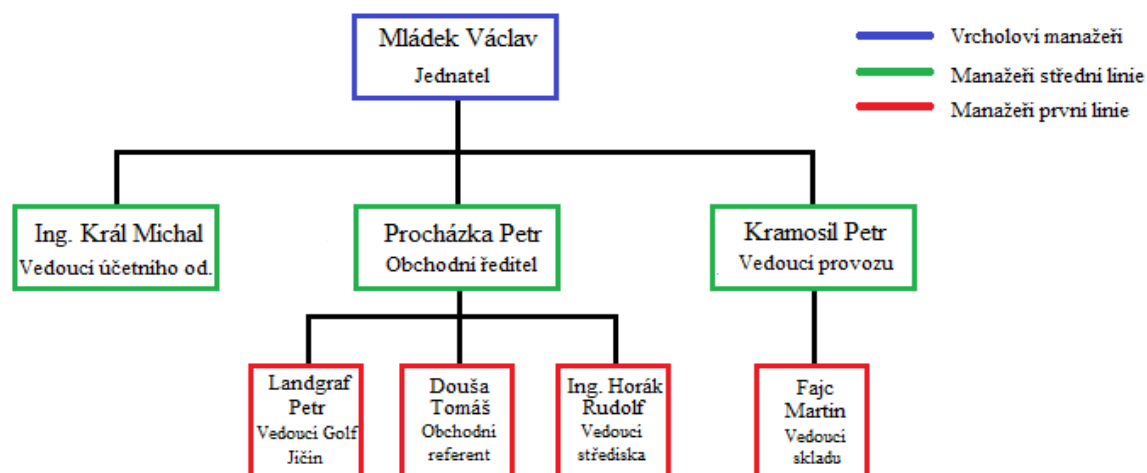 Mládek Václav
Jednatel
Vrcholoví manažeři
Manažeři střední linie
Manažeři první linie
Ing. Král Michal
Vedoucí účetního od.
Procházka Petr
Obchodní ředitel
Kramosil Petr
Vedoucí provozu
Landgraf
Petr
Vedoucí Golf
Jičín
Douša
Tomáš
Obchodní
referent
Ing. Horák
Rudolf
Vedoucí
střediska
Fajc
Martin
Vedoucí
skladu